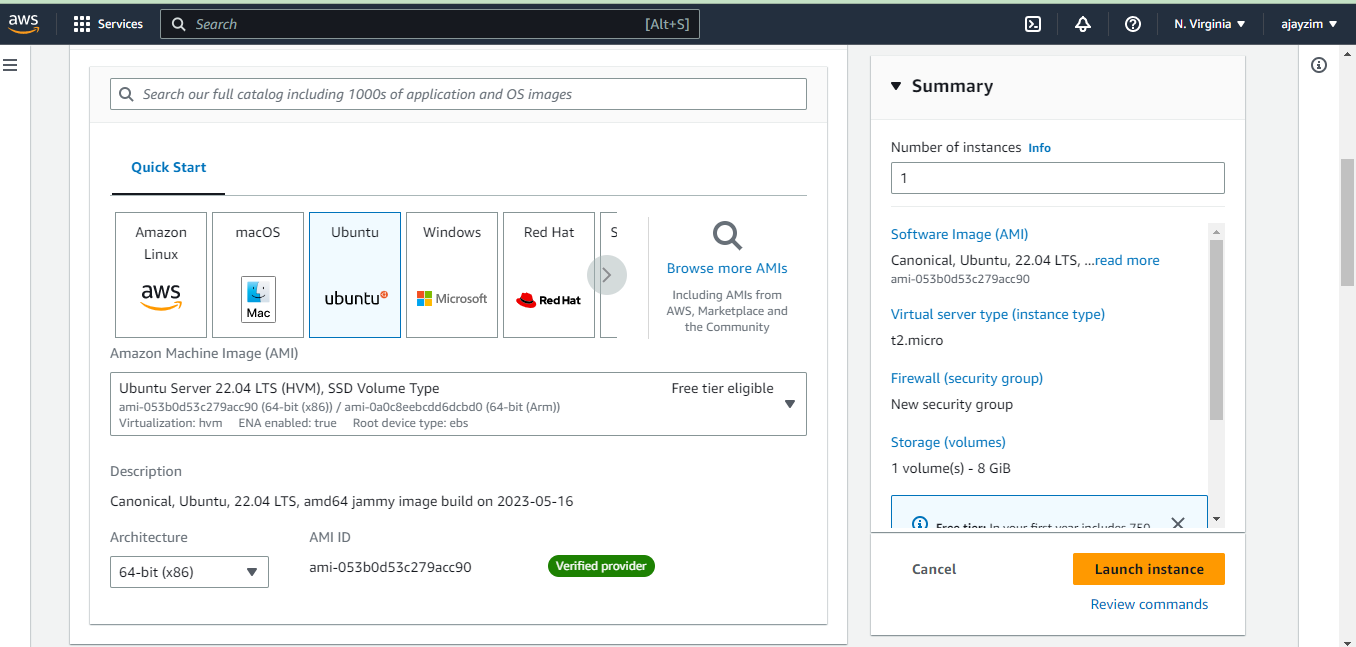 aws Services Search [Alt+S] N. Virginia ajayzim
Search our full catalog including 1000s of application and OS images
Quick Start
Amazon
Linux
aws
macOS
Mac
Ubuntu
ubuntu
Windows
Microsoft
Red Hat
Red Hat
S
Browse more AMIs
Including AMIs from
AWS, Marketplace and
the Community
Amazon Machine Image (AMI)
Ubuntu Server 22.04 LTS (HVM), SSD Volume Type Free tier eligible
ami-053b0d53c279acc90 (64-bit (x86)) / ami-0a0c8eebcdd6dcbd0 (64-bit (Arm))
Virtualization: hvm ENA enabled: true Root device type: ebs
Description
Canonical, Ubuntu, 22.04 LTS, amd64 jammy image build on 2023-05-16
Architecture AMI ID
64-bit (x86) ami-053b0d53c279acc90 Verified provider
Summary
Number of instances Info
1
Software Image (AMI)
Canonical, Ubuntu, 22.04 LTS, ...read more
ami-053b0d53c279acc90
Virtual server type (instance type)
t2.micro
Firewall (security group)
New security group
Storage (volumes)
1 volume(s) - 8 GiB
Free tier: In your first year includes 750
Cancel Launch instance
Review commands